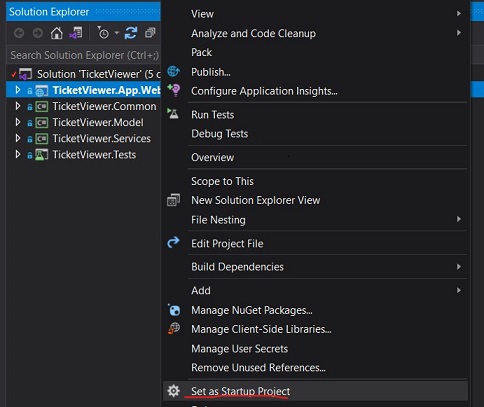 Solution Explorer
Search Solution Explorer (Ctrl+;)
Solution 'TicketViewer' (5 o
TicketViewer.App.Web
TicketViewer.Common
TicketViewer.Model
TicketViewer.Services
TicketViewer.Tests
View
Analyze and Code Cleanup
Pack
Publish...
Configure Application Insights...
Run Tests
Debug Tests
Overview
Scope to This
New Solution Explorer View
File Nesting
Edit Project File
Build Dependencies
Add
Manage NuGet Packages...
Manage Client-Side Libraries...
Manage User Secrets
Remove Unused References...
Set as Startup Project